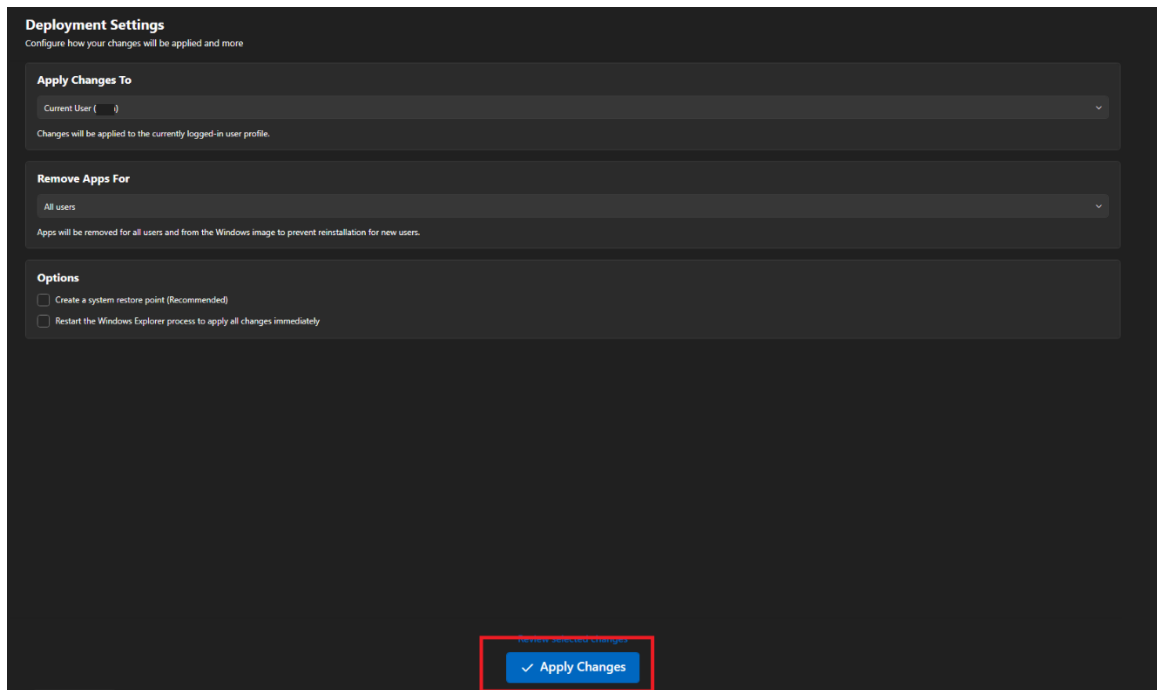 Deployment Settings
Configure how your changes will be applied and more
Apply Changes To
Current User ( )
Changes will be applied to the currently logged-in user profile.
Remove Apps For
All users
Apps will be removed for all users and from the Windows image to prevent reinstallation for new users.
Options
Create a system restore point (Recommended)
Restart the Windows Explorer process to apply all changes immediately
Review selected changes
Apply Changes